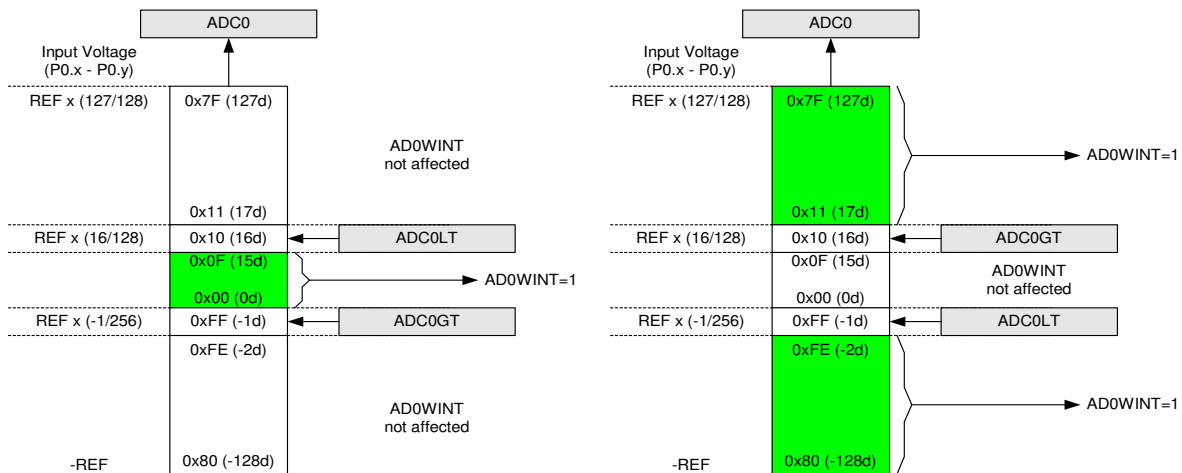 ADC0
Input Voltage
(P0.x - P0.y)
REF x (127/128)
0x7F (127d)
AD0WINT
not affected
0x11 (17d)
REF x (16/128)
0x10 (16d)
ADC0LT
0x0F (15d)
AD0WINT=1
0x00 (0d)
REF x (-1/256)
0xFF (-1d)
ADC0GT
0xFE (-2d)
AD0WINT
not affected
-REF
0x80 (-128d)
ADC0
Input Voltage
(P0.x - P0.y)
REF x (127/128)
0x7F (127d)
AD0WINT=1
0x11 (17d)
REF x (16/128)
0x10 (16d)
ADC0GT
0x0F (15d)
AD0WINT
not affected
0x00 (0d)
REF x (-1/256)
0xFF (-1d)
ADC0LT
0xFE (-2d)
AD0WINT=1
-REF
0x80 (-128d)